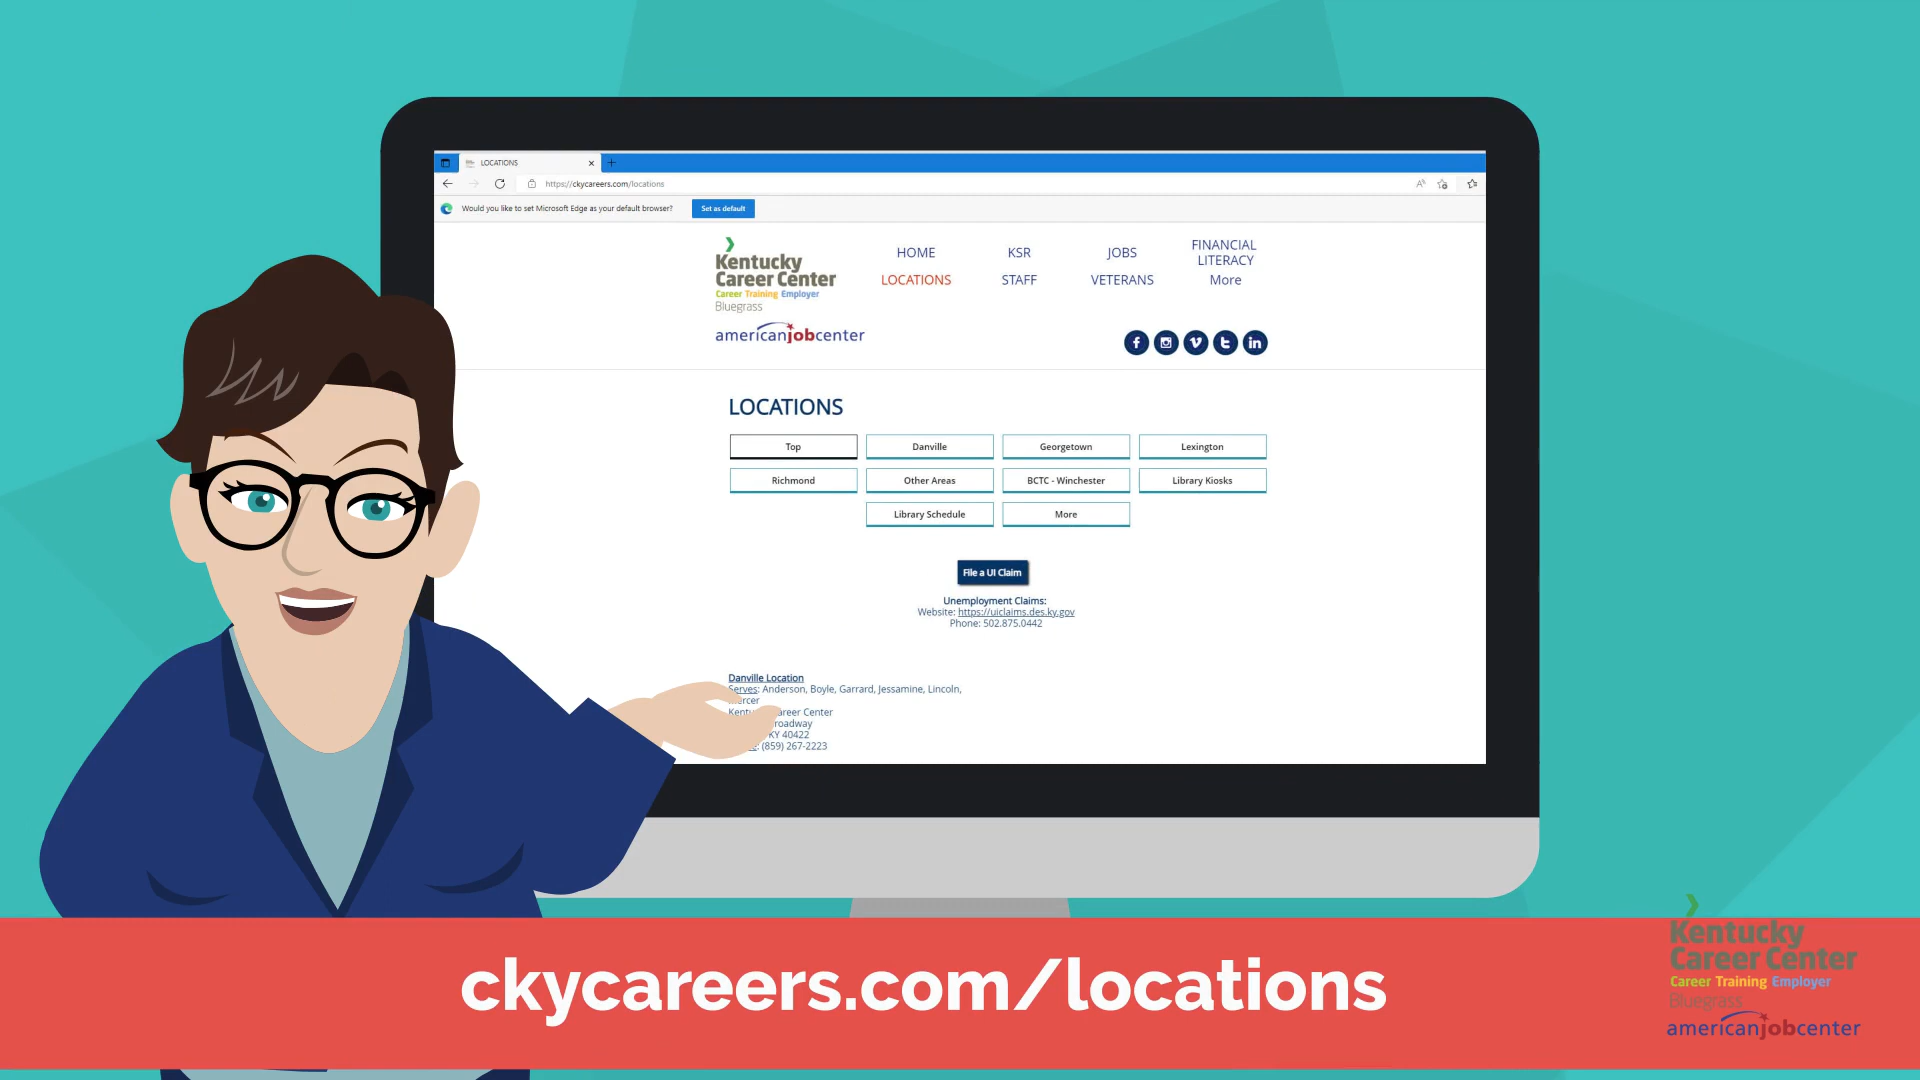 LOCATIONS
https://ckycareers.com/locations
Would you like to set Microsoft Edge as your default browser?
Set as default
Kentucky
Career Center
Career Training Employer
Bluegrass
americanjobcenter
HOME KSR JOBS FINANCIAL LITERACY
LOCATIONS STAFF VETERANS More
LOCATIONS
Top Danville Georgetown Lexington
Richmond Other Areas BCTC - Winchester Library Kiosks
Library Schedule More
File a UI Claim
Unemployment Claims:
Website: https://uiclaims.des.ky.gov
Phone: 502.875.0442
Danville Location
Serves: Anderson, Boyle, Garrard, Jessamine, Lincoln,
Career Center
KY 40422
(859) 267-2223
ckycareers.com/locations
Kentucky
Career Center
Career Training Employer
Bluegrass
americanjobcenter